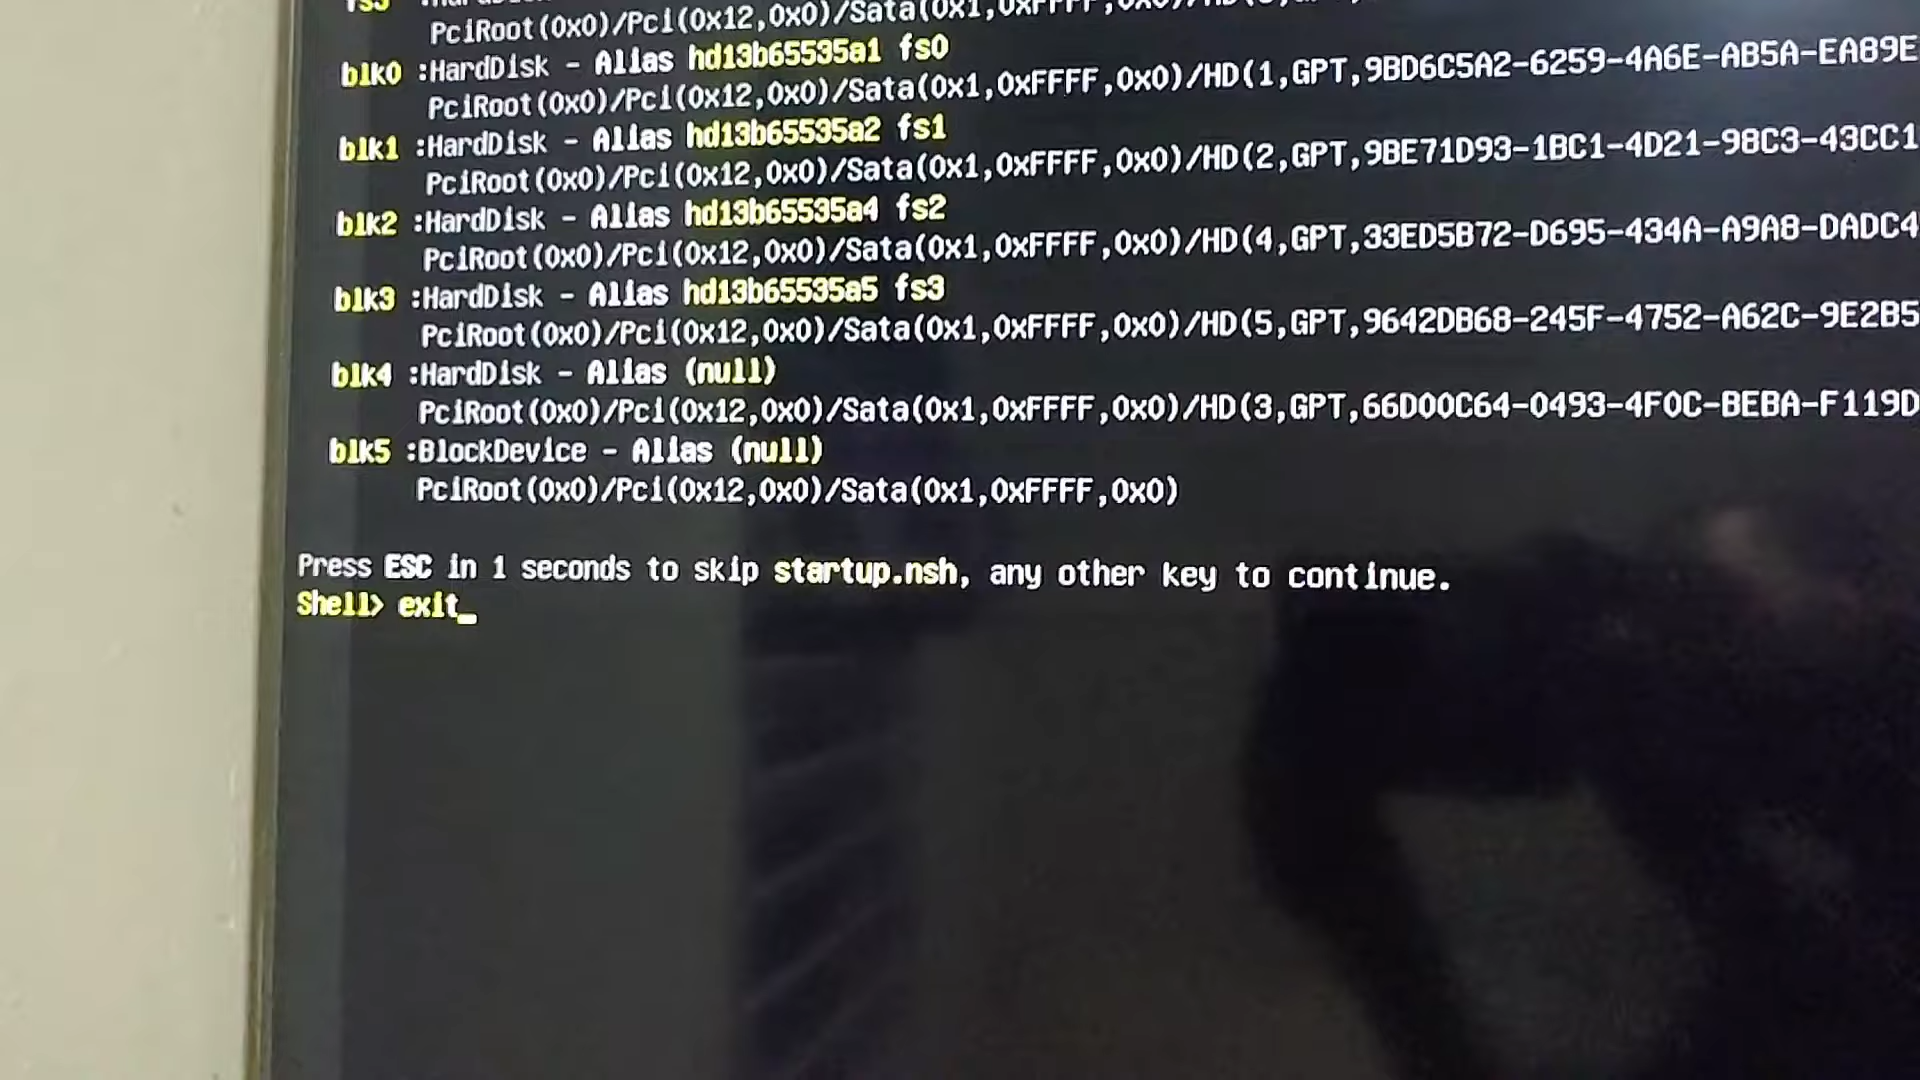 PciRoot(0x0)/Pci(0x12,0x0)/Sata(0x1,0xFFFF,0x0)/HD(
blk0 :HardDisk - Alias hd13b65535a1 fs0
PciRoot(0x0)/Pci(0x12,0x0)/Sata(0x1,0xFFFF,0x0)/HD(1,GPT,9BD6C5A2-6259-4A6E-AB5A-EA89E
blk1 :HardDisk - Alias hd13b65535a2 fs1
PciRoot(0x0)/Pci(0x12,0x0)/Sata(0x1,0xFFFF,0x0)/HD(2,GPT,9BE71D93-1BC1-4D21-98C3-43CC1
blk2 :HardDisk - Alias hd13b65535a4 fs2
PciRoot(0x0)/Pci(0x12,0x0)/Sata(0x1,0xFFFF,0x0)/HD(4,GPT,33ED5B72-D695-434A-A9A8-DADC4
blk3 :HardDisk - Alias hd13b65535a5 fs3
PciRoot(0x0)/Pci(0x12,0x0)/Sata(0x1,0xFFFF,0x0)/HD(5,GPT,9642DB68-245F-4752-A62C-9E2B5
blk4 :HardDisk - Alias (null)
PciRoot(0x0)/Pci(0x12,0x0)/Sata(0x1,0xFFFF,0x0)/HD(3,GPT,66D00C64-0493-4F0C-BEBA-F119D
blk5 :BlockDevice - Alias (null)
PciRoot(0x0)/Pci(0x12,0x0)/Sata(0x1,0xFFFF,0x0)
Press ESC in 1 seconds to skip startup.nsh, any other key to continue.
Shell> exit_